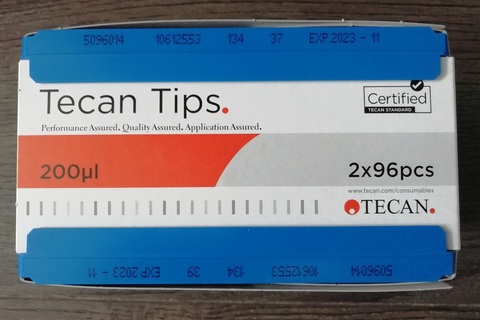 5096014 10612553 134 37 EXP 2023 - 11
Tecan Tips.
Certified
TECAN STANDARD
Performance Assured. Quality Assured. Application Assured.
200µl
2x96pcs
www.tecan.com/consumables
TECAN.
5096014 10612553 134 39 EXP 2023 - 11